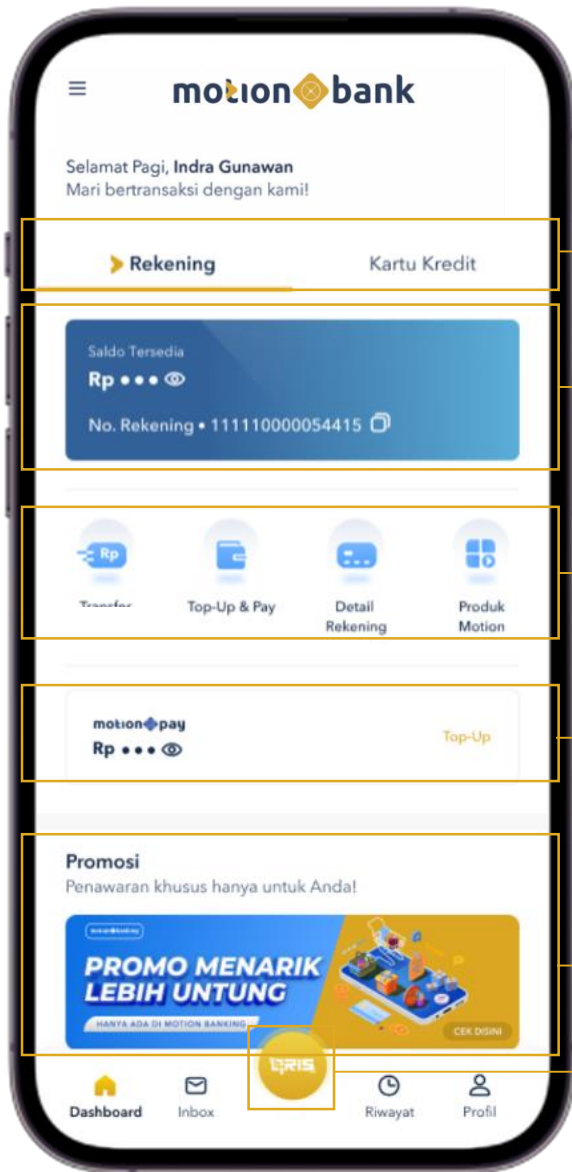 motion bank
Selamat Pagi, Indra Gunawan
Mari bertransaksi dengan kami!
Rekening
Kartu Kredit
Saldo Tersedia
Rp •••
No. Rekening • 111110000054415
Rp
Transfer
Top-Up & Pay
Detail
Rekening
Produk
Motion
motion pay
Rp •••
Top-Up
Promosi
Penawaran khusus hanya untuk Anda!
PROMO MENARIK
LEBIH UNTUNG
HANYA ADA DI MOTION BANKING
CEK DISINI
QRIS
Dashboard
Inbox
Riwayat
Profil